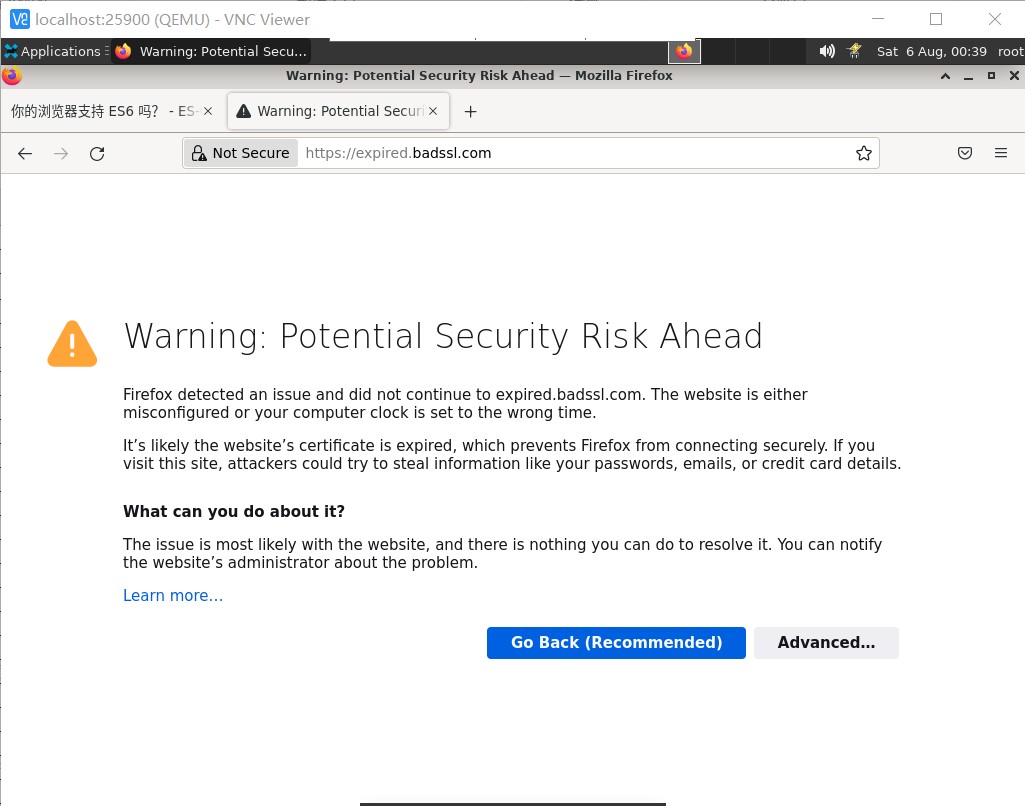 localhost:25900 (QEMU) - VNC Viewer
Applications Warning: Potential Secu... Sat 6 Aug, 00:39 root
Warning: Potential Security Risk Ahead — Mozilla Firefox
你的浏览器支持 ES6 吗? - ES- Warning: Potential Securi
Not Secure https://expired.badssl.com
Warning: Potential Security Risk Ahead
Firefox detected an issue and did not continue to expired.badssl.com. The website is either
misconfigured or your computer clock is set to the wrong time.
It’s likely the website’s certificate is expired, which prevents Firefox from connecting securely. If you
visit this site, attackers could try to steal information like your passwords, emails, or credit card details.
What can you do about it?
The issue is most likely with the website, and there is nothing you can do to resolve it. You can notify
the website’s administrator about the problem.
Learn more…
Go Back (Recommended) Advanced…